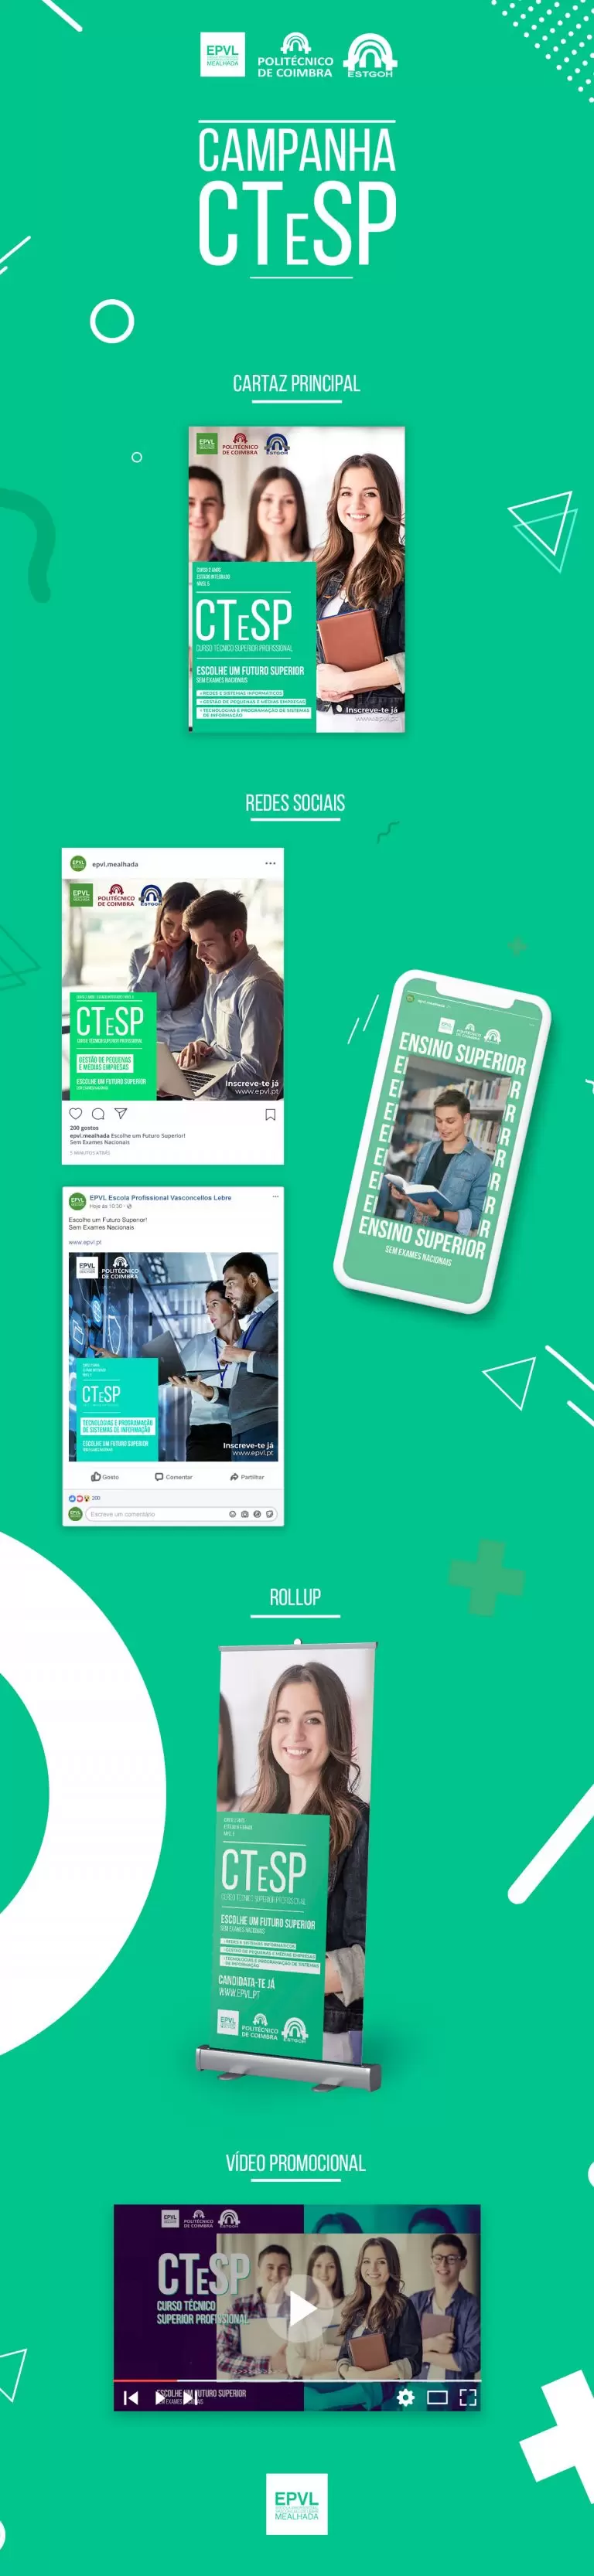 EPVL
MEALHADA
POLITÉCNICO
DE COIMBRA
ESTGOH
CAMPANHA
CTESP
CARTAZ PRINCIPAL
EPVL
POLITÉCNICO
DE COIMBRA
ESTGOH
CURSO 2 ANOS
ESTÁGIO INTEGRADO
NÍVEL 5
CTESP
CURSO TÉCNICO SUPERIOR PROFISSIONAL
ESCOLHE UM FUTURO SUPERIOR
SEM EXAMES NACIONAIS
• REDES E SISTEMAS INFORMÁTICOS
• GESTÃO DE PEQUENAS E MÉDIAS EMPRESAS
• TECNOLOGIAS E PROGRAMAÇÃO DE SISTEMAS
DE INFORMAÇÃO
Inscreve-te já
www.epvl.pt
REDES SOCIAIS
EPVL
epvl.mealhada
EPVL
POLITÉCNICO
DE COIMBRA
ESTGOH
CTESP
CURSO TÉCNICO SUPERIOR PROFISSIONAL
GESTÃO DE PEQUENAS
E MÉDIAS EMPRESAS
ESCOLHE UM FUTURO SUPERIOR
SEM EXAMES NACIONAIS
Inscreve-te já
www.epvl.pt
200 gostos
epvl.mealhada Escolhe um Futuro Superior!
Sem Exames Nacionais
ENSINO SUPERIOR
ENSINO SUPERIOR
SEM EXAMES NACIONAIS
EPVL
EPVL Escola Profissional Vasconcellos Lebre
Hoje às 10:30
Escolhe um Futuro Superior!
Sem Exames Nacionais
www.epvl.pt
EPVL
POLITÉCNICO
DE COIMBRA
CTESP
TECNOLOGIAS E PROGRAMAÇÃO
DE SISTEMAS DE INFORMAÇÃO
ESCOLHE UM FUTURO SUPERIOR
Inscreve-te já
www.epvl.pt
Gosto
Comentar
Partilhar
200
EPVL
Escreve um comentário
ROLLUP
CTESP
CURSO TÉCNICO SUPERIOR PROFISSIONAL
ESCOLHE UM FUTURO SUPERIOR
SEM EXAMES NACIONAIS
• REDES E SISTEMAS INFORMÁTICOS
• GESTÃO DE PEQUENAS E MÉDIAS EMPRESAS
• TECNOLOGIAS E PROGRAMAÇÃO DE SISTEMAS
DE INFORMAÇÃO
CANDIDATA-TE JÁ
WWW.EPVL.PT
EPVL
POLITÉCNICO
DE COIMBRA
ESTGOH
VÍDEO PROMOCIONAL
EPVL
POLITÉCNICO
DE COIMBRA
ESTGOH
CTESP
CURSO TÉCNICO
SUPERIOR PROFISSIONAL
ESCOLHE UM FUTURO SUPERIOR
EPVL
MEALHADA